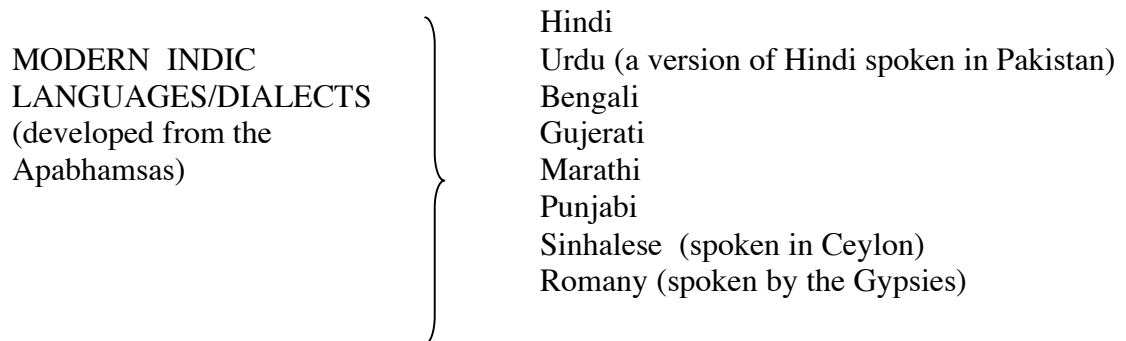 MODERN INDIC
LANGUAGES/DIALECTS
(developed from the
Apabhamsas)
Hindi
Urdu (a version of Hindi spoken in Pakistan)
Bengali
Gujerati
Marathi
Punjabi
Sinhalese (spoken in Ceylon)
Romany (spoken by the Gypsies)